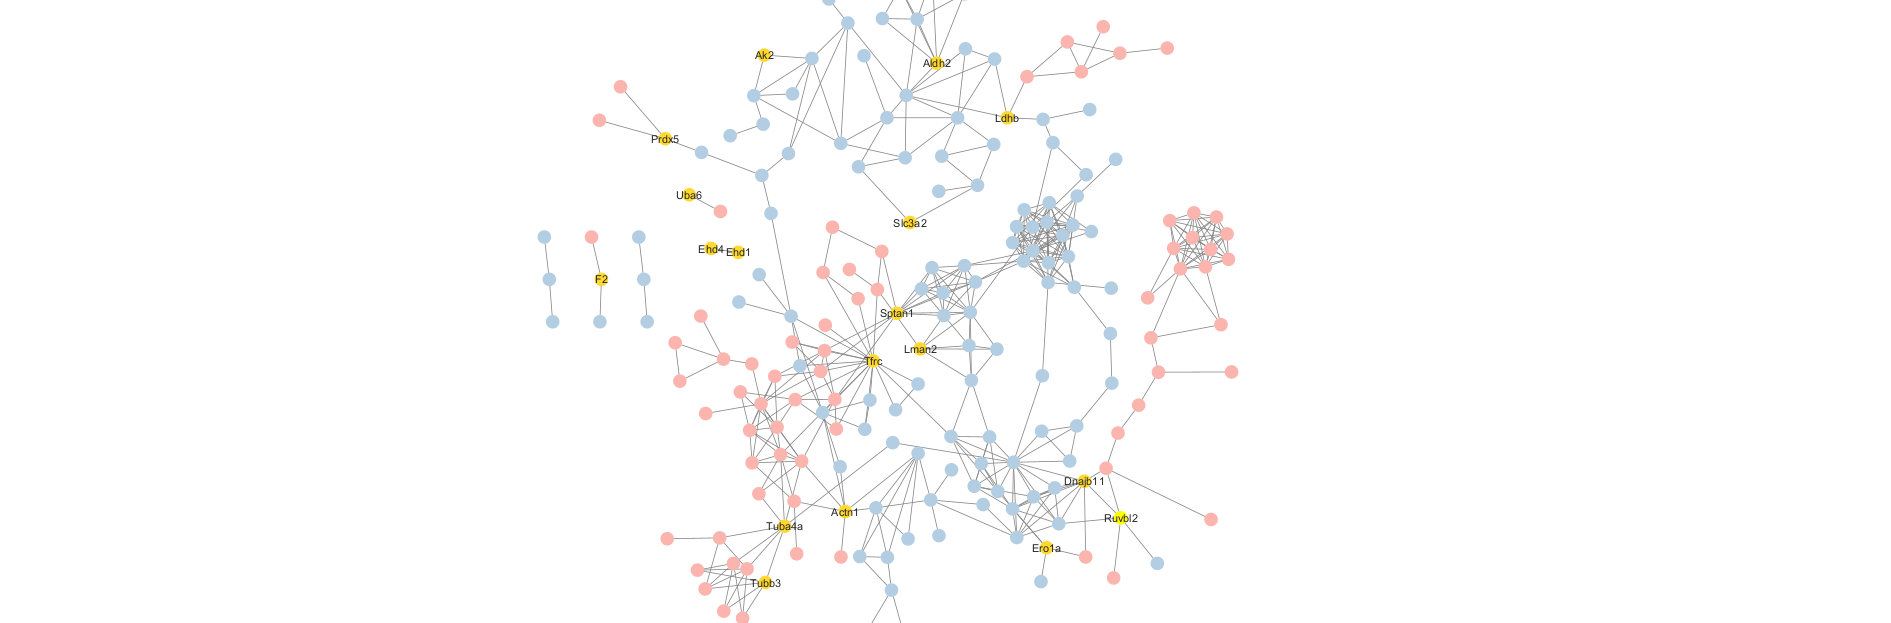 Ak2
Aldh2
Ldhb
Prdx5
Uba6
Slc3a2
Ehd4
Ehd1
F2
Sptan1
Lman2
Tfrc
Dnajb11
Actn1
Ruvbl2
Tuba4a
Ero1a
Tubb3